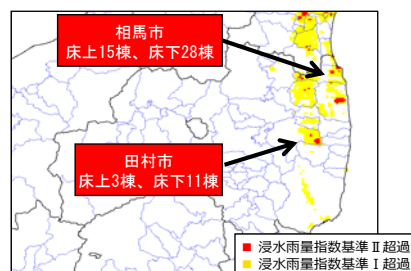 相馬市
床上15棟、床下28棟
田村市
床上3棟、床下11棟
浸水雨量指数基準Ⅱ超過
浸水雨量指数基準Ⅰ超過